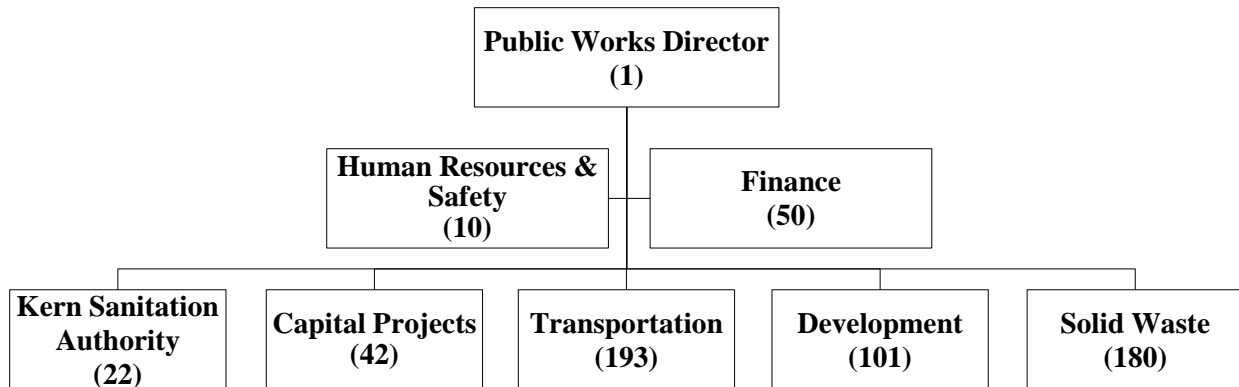 Public Works Director
(1)
Human Resources &
Safety
(10)
Finance
(50)
Kern Sanitation
Authority
(22)
Capital Projects
(42)
Transportation
(193)
Development
(101)
Solid Waste
(180)